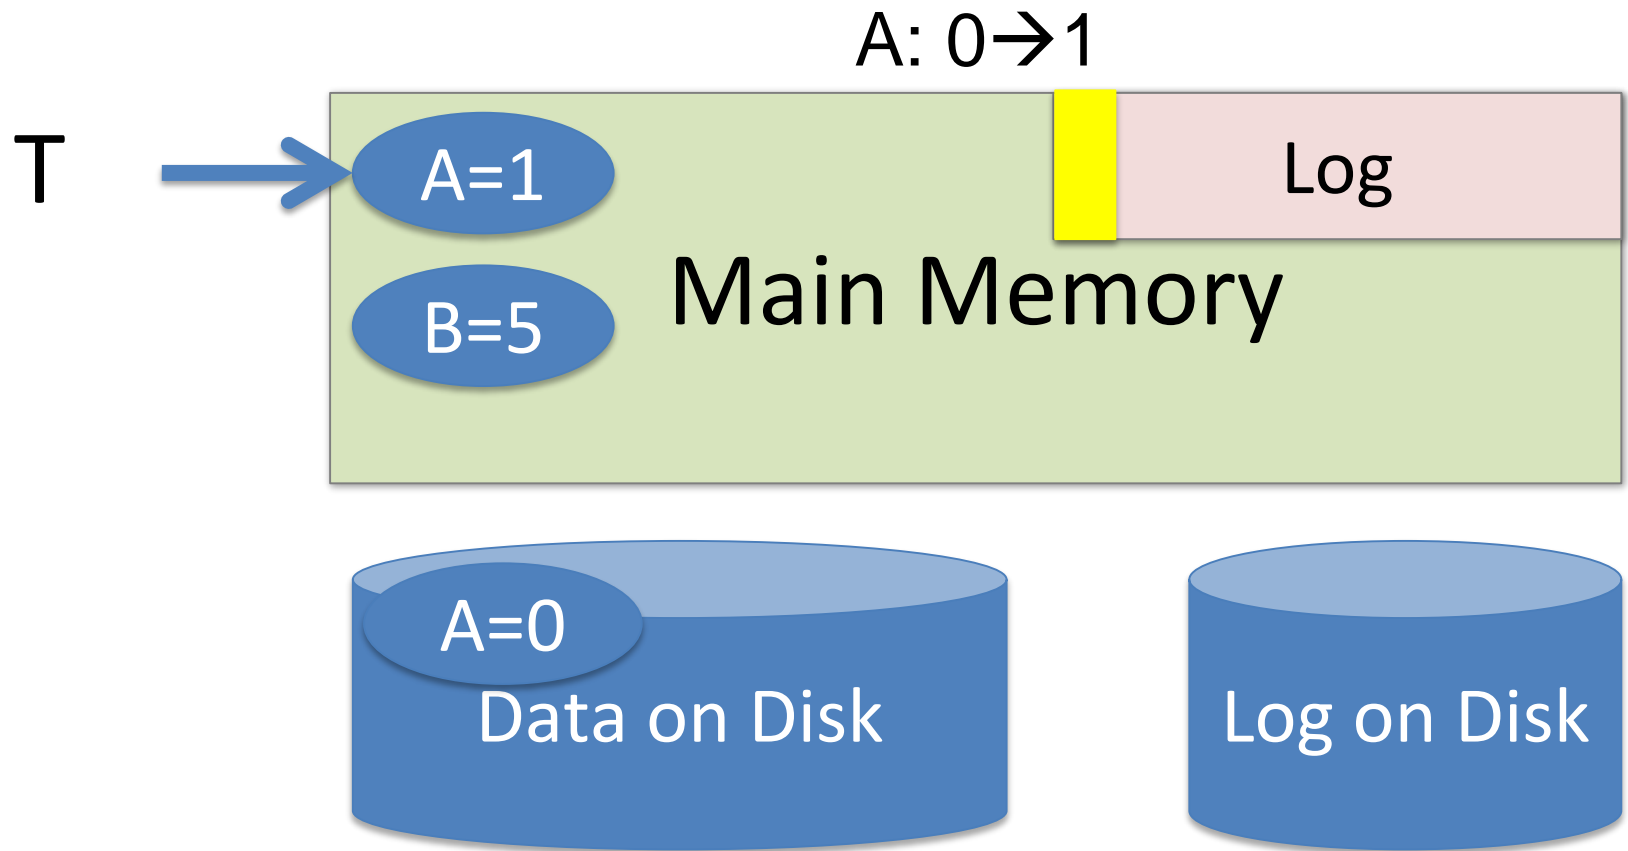 A: 0→1
T
A=1
Log
Main Memory
B=5
A=0
Data on Disk
Log on Disk